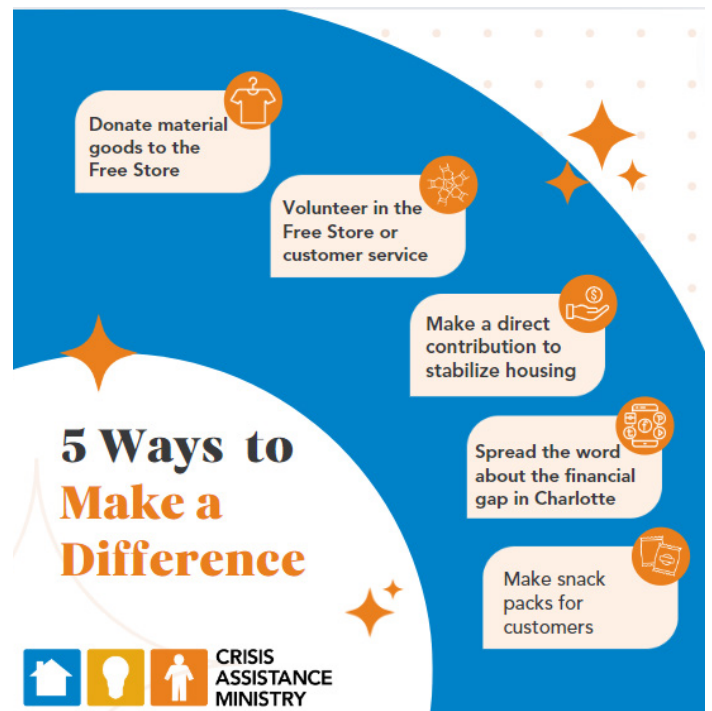 Donate material
goods to the
Free Store
Volunteer in the
Free Store or
customer service
Make a direct
contribution to
stabilize housing
Spread the word
about the financial
gap in Charlotte
Make snack
packs for
customers
5 Ways to
Make a
Difference
CRISIS
ASSISTANCE
MINISTRY